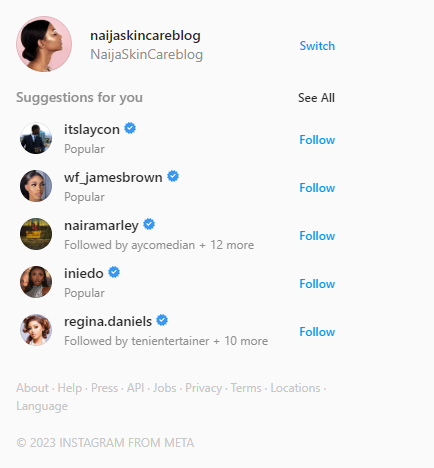 naijaskincareblog
NaijaSkinCareblog
Switch
Suggestions for you
See All
itslaycon
Popular
Follow
wf_jamesbrown
Popular
Follow
nairamarley
Followed by aycomedian + 12 more
Follow
iniedo
Popular
Follow
regina.daniels
Followed by tenientertainer + 10 more
Follow
About · Help · Press · API · Jobs · Privacy · Terms · Locations ·
Language
© 2023 INSTAGRAM FROM META